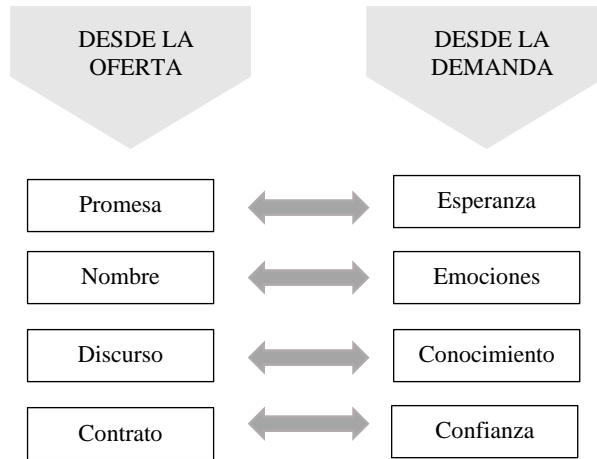 DESDE LA
OFERTA
DESDE LA
DEMANDA
Promesa
Esperanza
Nombre
Emociones
Discurso
Conocimiento
Contrato
Confianza